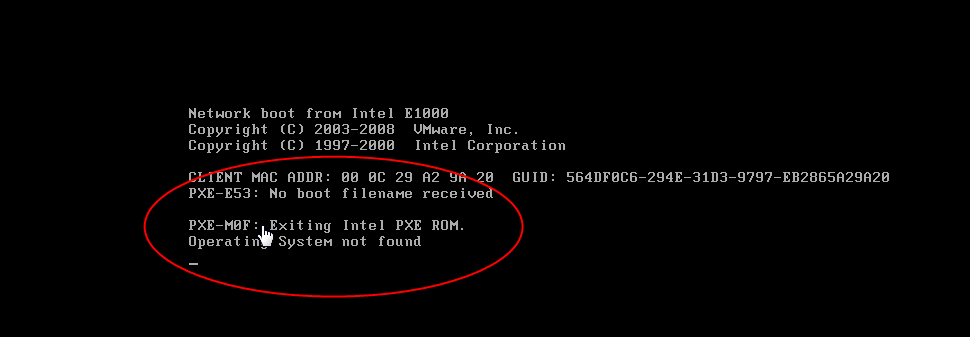 Network boot from Intel E1000
Copyright (C) 2003-2008  VMware, Inc.
Copyright (C) 1997-2000  Intel Corporation
CLIENT MAC ADDR: 00 0C 29 A2 9A 20  GUID: 564DF0C6-294E-31D3-9797-EB2865A29A20
PXE-E53: No boot filename received
PXE-M0F: Exiting Intel PXE ROM.
Operating System not found